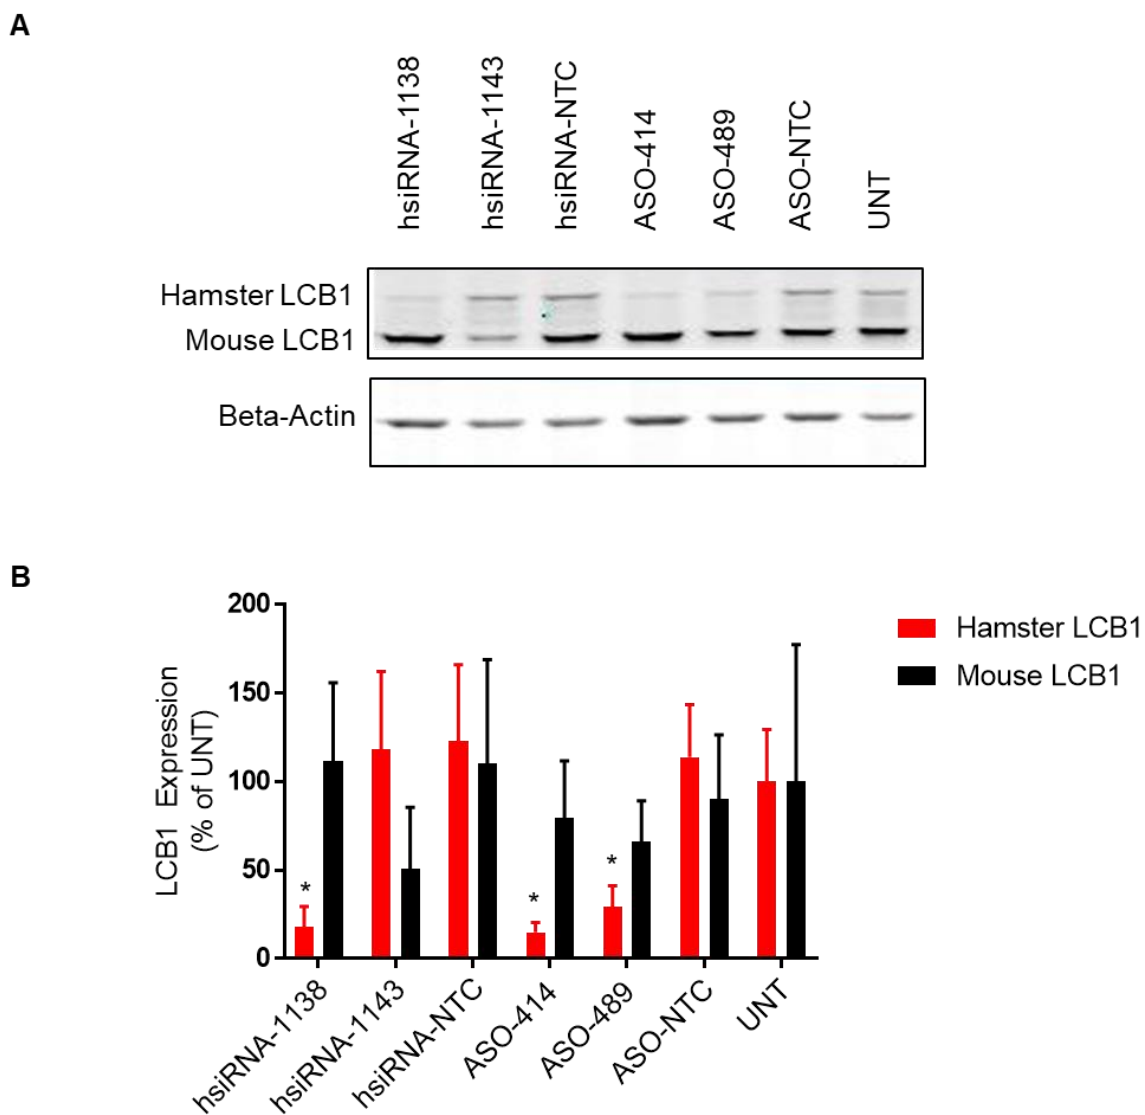 A
hsiRNA-1138
hsiRNA-1143
hsiRNA-NTC
ASO-414
ASO-489
ASO-NTC
UNT
Hamster LCB1
Mouse LCB1
Beta-Actin
B
LCB1 Expression
(% of UNT)
200
150
100
50
0
*
*
*
Hamster LCB1
Mouse LCB1
hsiRNA-1138
hsiRNA-1143
hsiRNA-NTC
ASO-414
ASO-489
ASO-NTC
UNT